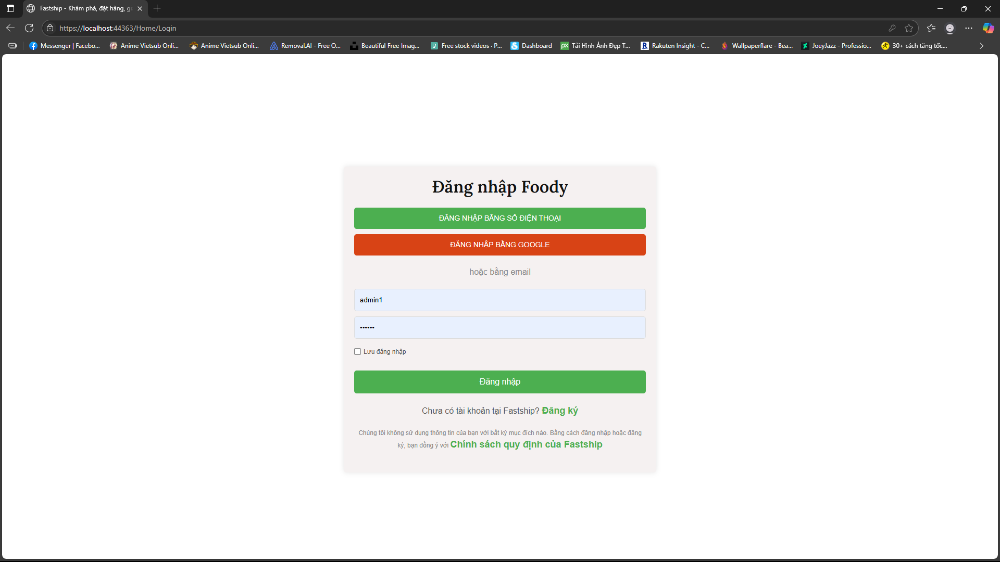 Fastship - Khám phá, đặt hàng, gi
https://localhost:44363/Home/Login
Messenger | Facebo... Anime Vietsub Onli... Anime Vietsub Onli... Removal.AI - Free O... Beautiful Free Imag... Free stock videos · P... Dashboard Tải Hình Ảnh Đẹp T... Rakuten Insight - C... Wallpaperflare - Bea... JoeyJazz - Professio... 30+ cách tăng tốc...
Đăng nhập Foody
ĐĂNG NHẬP BẰNG SỐ ĐIỆN THOẠI
ĐĂNG NHẬP BẰNG GOOGLE
hoặc bằng email
admin1
••••••
Lưu đăng nhập
Đăng nhập
Chưa có tài khoản tại Fastship? Đăng ký
Chúng tôi không sử dụng thông tin của bạn với bất kỳ mục đích nào. Bằng cách đăng nhập hoặc đăng
ký, bạn đồng ý với Chính sách quy định của Fastship